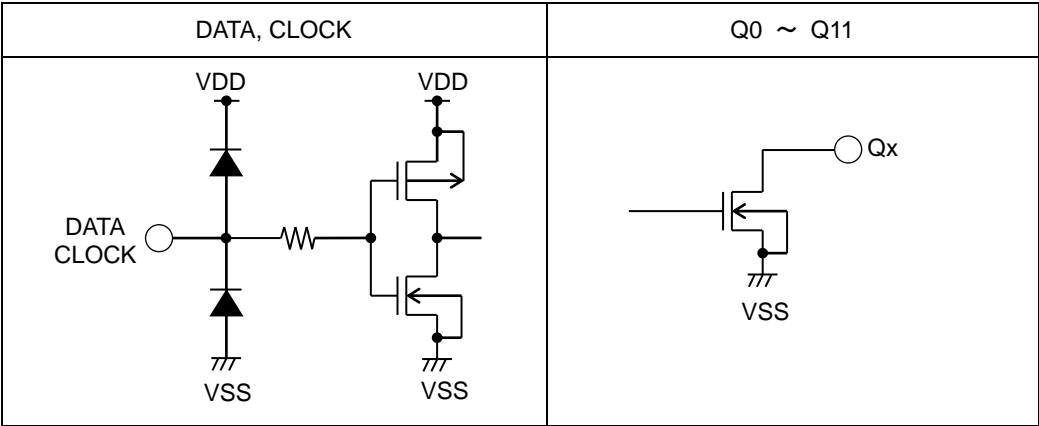 DATA, CLOCK
Q0 ～ Q11
VDD
VDD
DATA
CLOCK
VSS
VSS
Qx
VSS